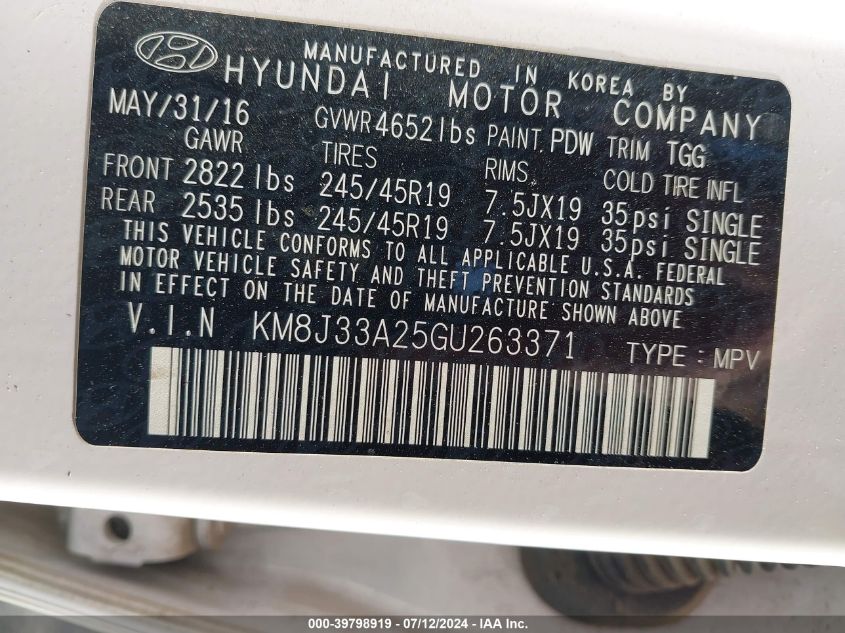 MANUFACTURED IN KOREA BY
HYUNDAI MOTOR COMPANY
MAY/31/16 GVWR 4652lbs PAINT PDW TRIM TGG
GAWR TIRES RIMS COLD TIRE INFL
FRONT 2822 lbs 245/45R19 7.5JX19 35psi SINGLE
REAR 2535 lbs 245/45R19 7.5JX19 35psi SINGLE
THIS VEHICLE CONFORMS TO ALL APPLICABLE U.S.A. FEDERAL
MOTOR VEHICLE SAFETY AND THEFT PREVENTION STANDARDS
IN EFFECT ON THE DATE OF MANUFACTURE SHOWN ABOVE
V.I.N KM8J33A25GU263371 TYPE : MPV
000-39798919 - 07/12/2024 - IAA Inc.